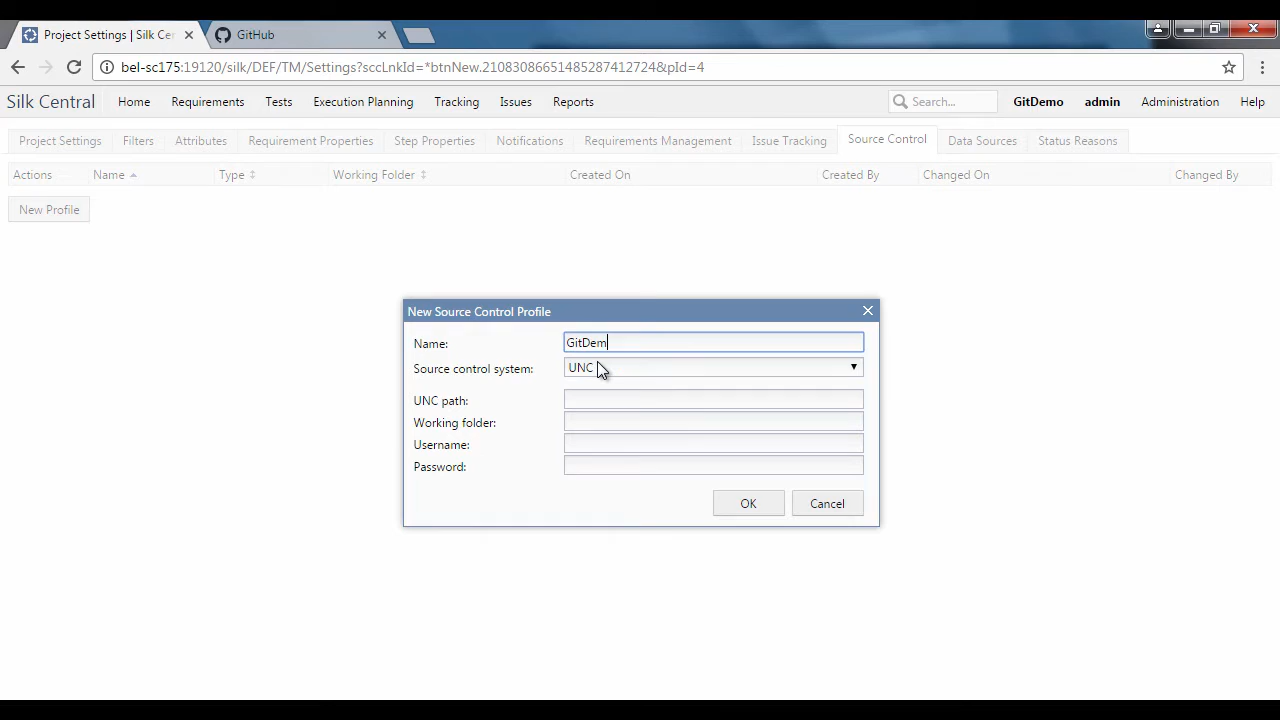 Project Settings | Silk Cer
GitHub
bel-sc175:19120/silk/DEF/TM/Settings?sccLnkId=*btnNew.21083086651485287412724&pId=4
Silk Central Home Requirements Tests Execution Planning Tracking Issues Reports Search... GitDemo admin Administration Help
Project Settings Filters Attributes Requirement Properties Step Properties Notifications Requirements Management Issue Tracking Source Control Data Sources Status Reasons
Actions Name Type Working Folder Created On Created By Changed On Changed By
New Profile
New Source Control Profile
Name: GitDem
Source control system: UNC
UNC path:
Working folder:
Username:
Password:
OK Cancel